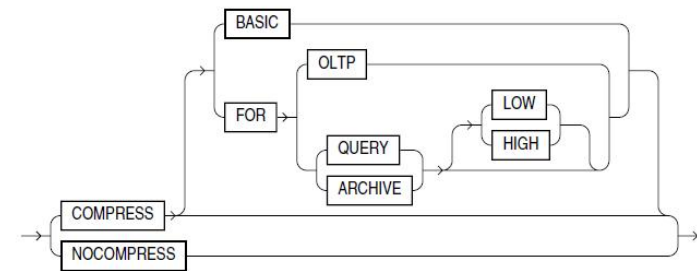 BASIC
OLTP
FOR
LOW
HIGH
QUERY
ARCHIVE
COMPRESS
NOCOMPRESS